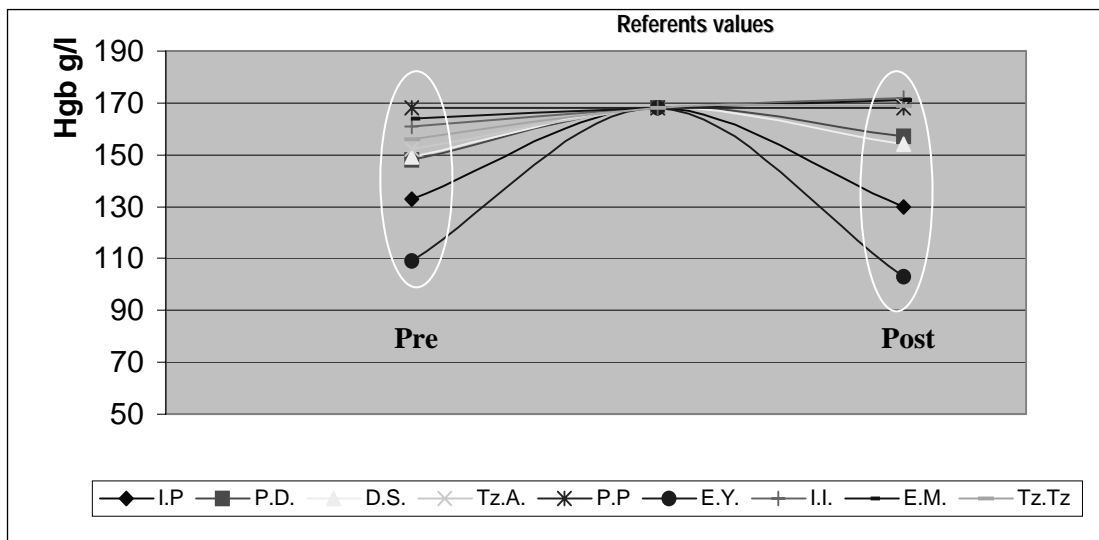 Referents values
Hgb g/l
190
170
150
130
110
90
70
50
Pre
Post
I.P P.D. D.S. Tz.A. P.P E.Y. I.I. E.M. Tz.Tz